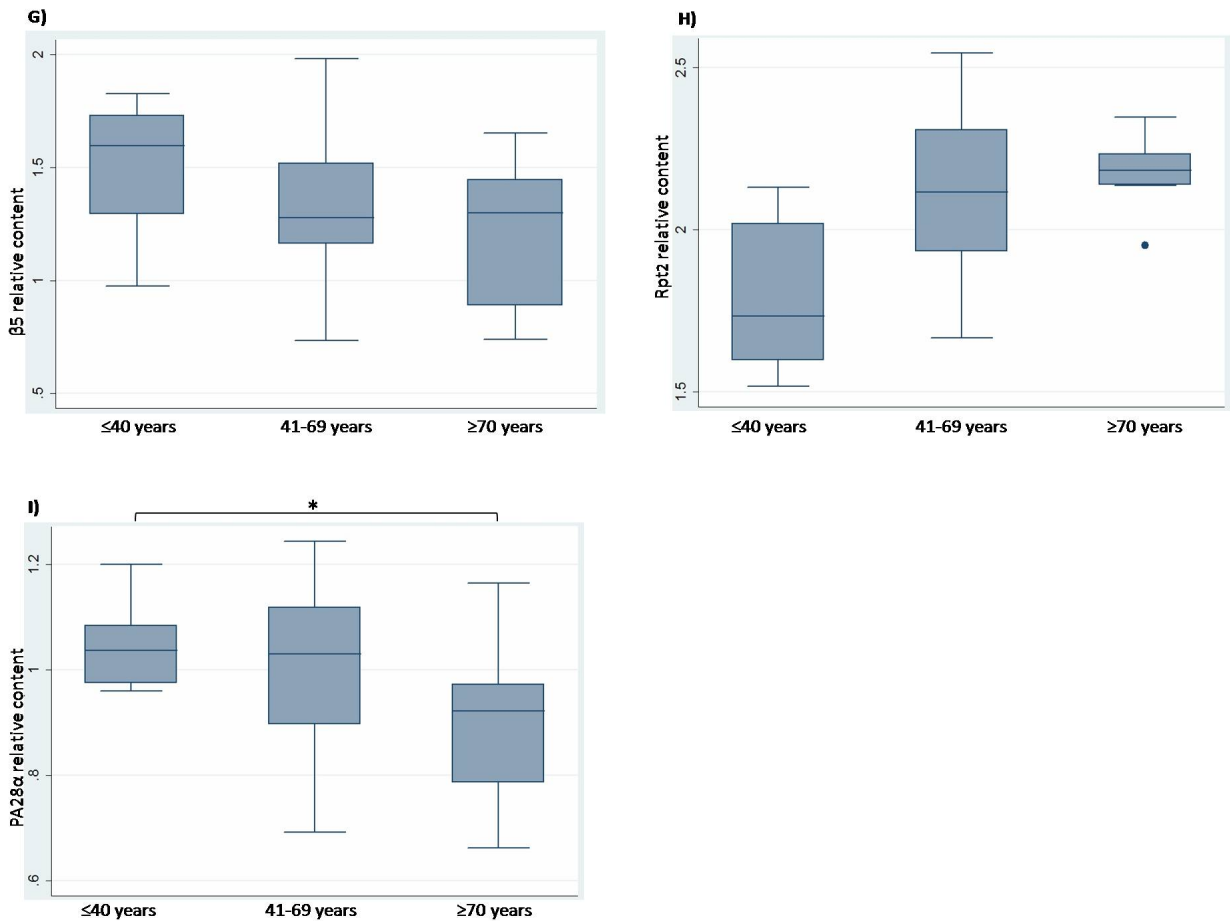 G)
β5 relative content
2
1.5
1
.5
≤40 years 41-69 years ≥70 years
H)
Rpt2 relative content
2.5
2
1.5
≤40 years 41-69 years ≥70 years
I)
*
PA28α relative content
1.2
1
.8
.6
≤40 years 41-69 years ≥70 years